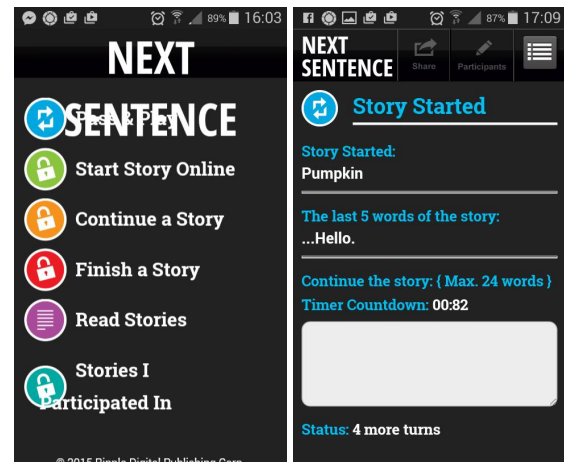 89% 16:03
NEXT
SENTENCE
Pass & Play
Start Story Online
Continue a Story
Finish a Story
Read Stories
Stories I
Participated In
© 2015 Ripple Digital Publishing Corp
87% 17:09
NEXT
SENTENCE
Share
Participants
Story Started
Story Started:
Pumpkin
The last 5 words of the story:
...Hello.
Continue the story: { Max. 24 words }
Timer Countdown: 00:82
Status: 4 more turns